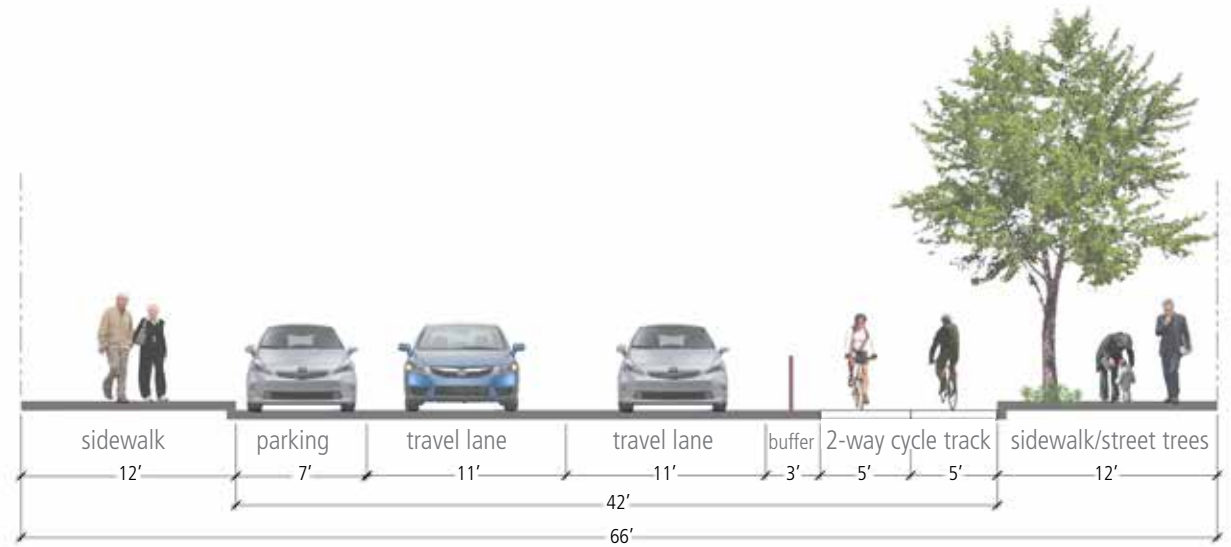 sidewalk parking travel lane travel lane buffer 2-way cycle track sidewalk/street trees
12’ 7’ 11’ 11’ 3’ 5’ 5’ 12’
42’
66’